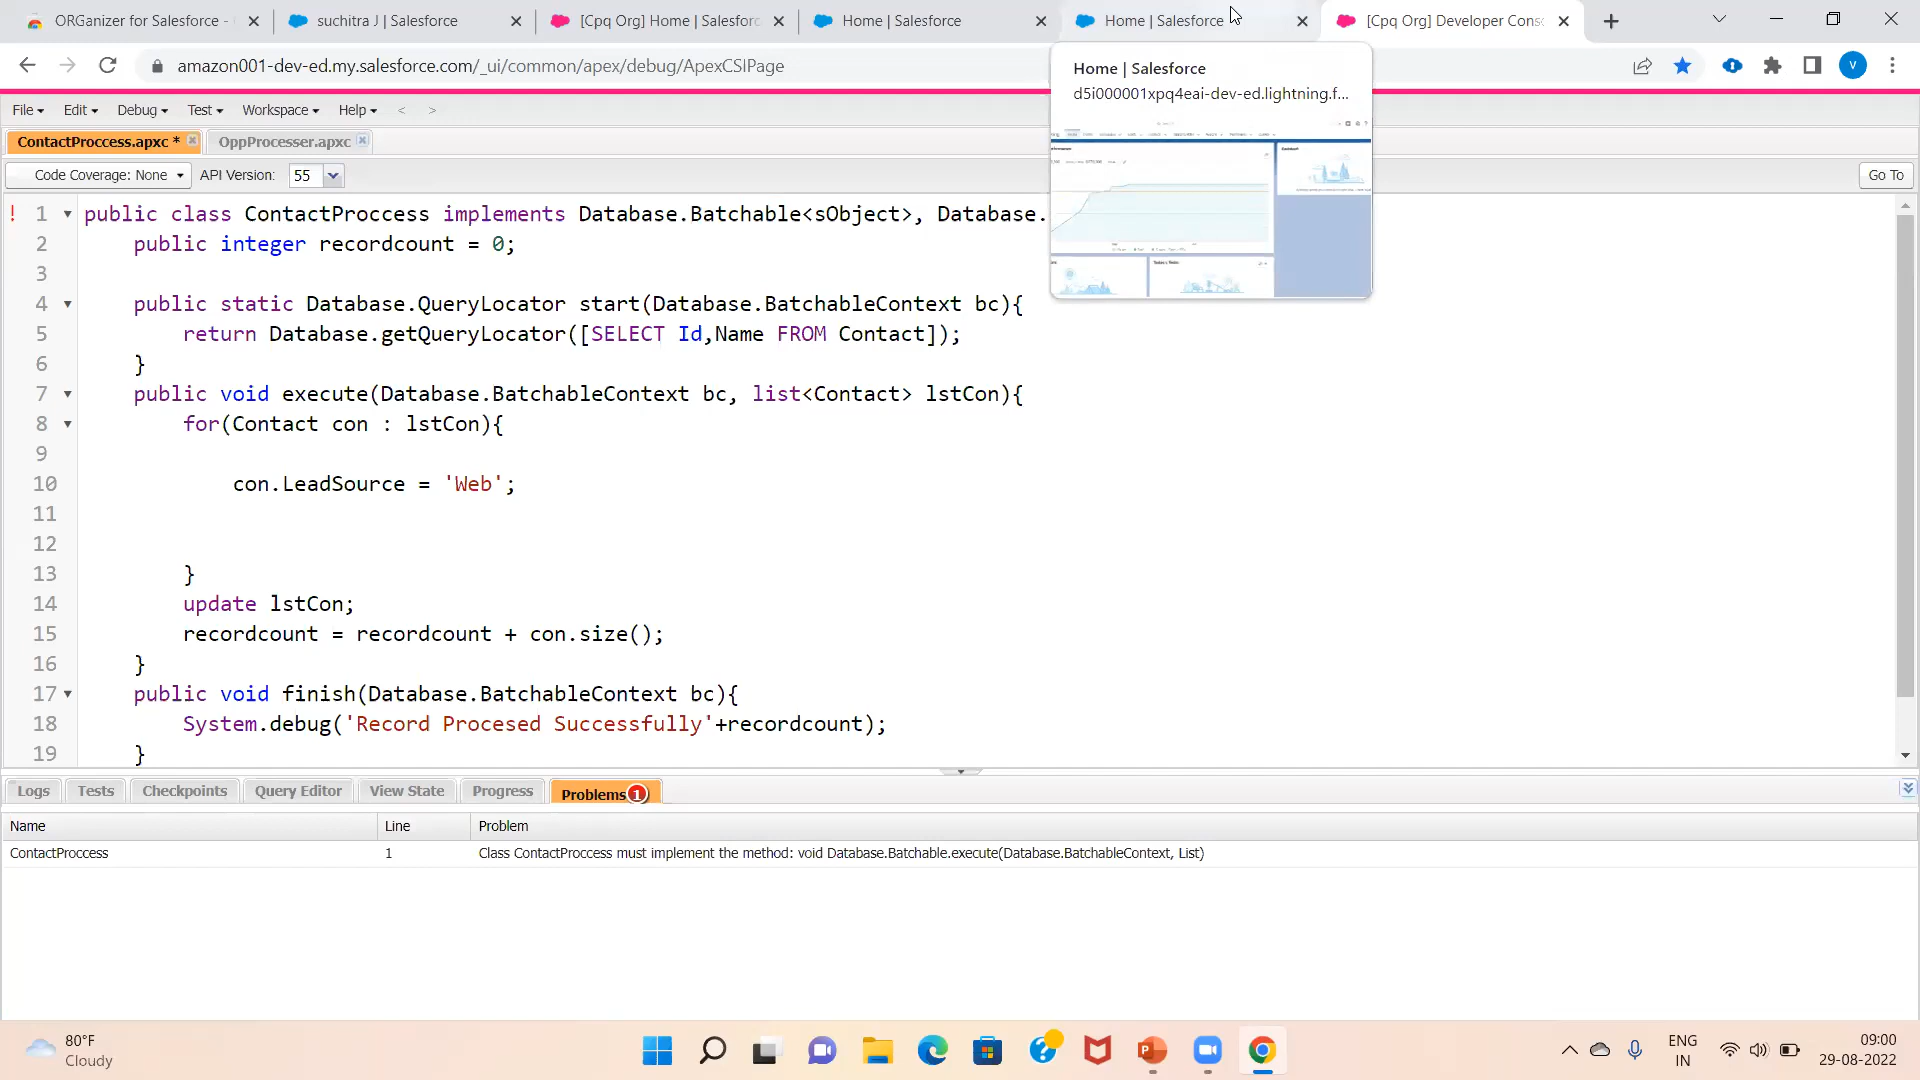 ORGanizer for Salesforce -
suchitra J | Salesforce
[Cpq Org] Home | Salesforc
Home | Salesforce
Home | Salesforce
[Cpq Org] Developer Conso
amazon001-dev-ed.my.salesforce.com/_ui/common/apex/debug/ApexCSIPage
V
Home | Salesforce
d5i000001xpq4eai-dev-ed.lightning.f...
File Edit Debug Test Workspace Help < >
ContactProccess.apxc *
OppProcesser.apxc
Code Coverage: None API Version: 55 Go To
! 1 public class ContactProccess implements Database.Batchable<sObject>, Database.
2 public integer recordcount = 0;
3
4 public static Database.QueryLocator start(Database.BatchableContext bc){
5 return Database.getQueryLocator([SELECT Id,Name FROM Contact]);
6 }
7 public void execute(Database.BatchableContext bc, list<Contact> lstCon){
8 for(Contact con : lstCon){
9
10 con.LeadSource = 'Web';
11
12
13 }
14 update lstCon;
15 recordcount = recordcount + con.size();
16 }
17 public void finish(Database.BatchableContext bc){
18 System.debug('Record Procesed Successfully'+recordcount);
19 }
Logs Tests Checkpoints Query Editor View State Progress Problems 1
Name Line Problem
ContactProccess 1 Class ContactProccess must implement the method: void Database.Batchable.execute(Database.BatchableContext, List)
80°F
Cloudy
ENG
IN
09:00
29-08-2022